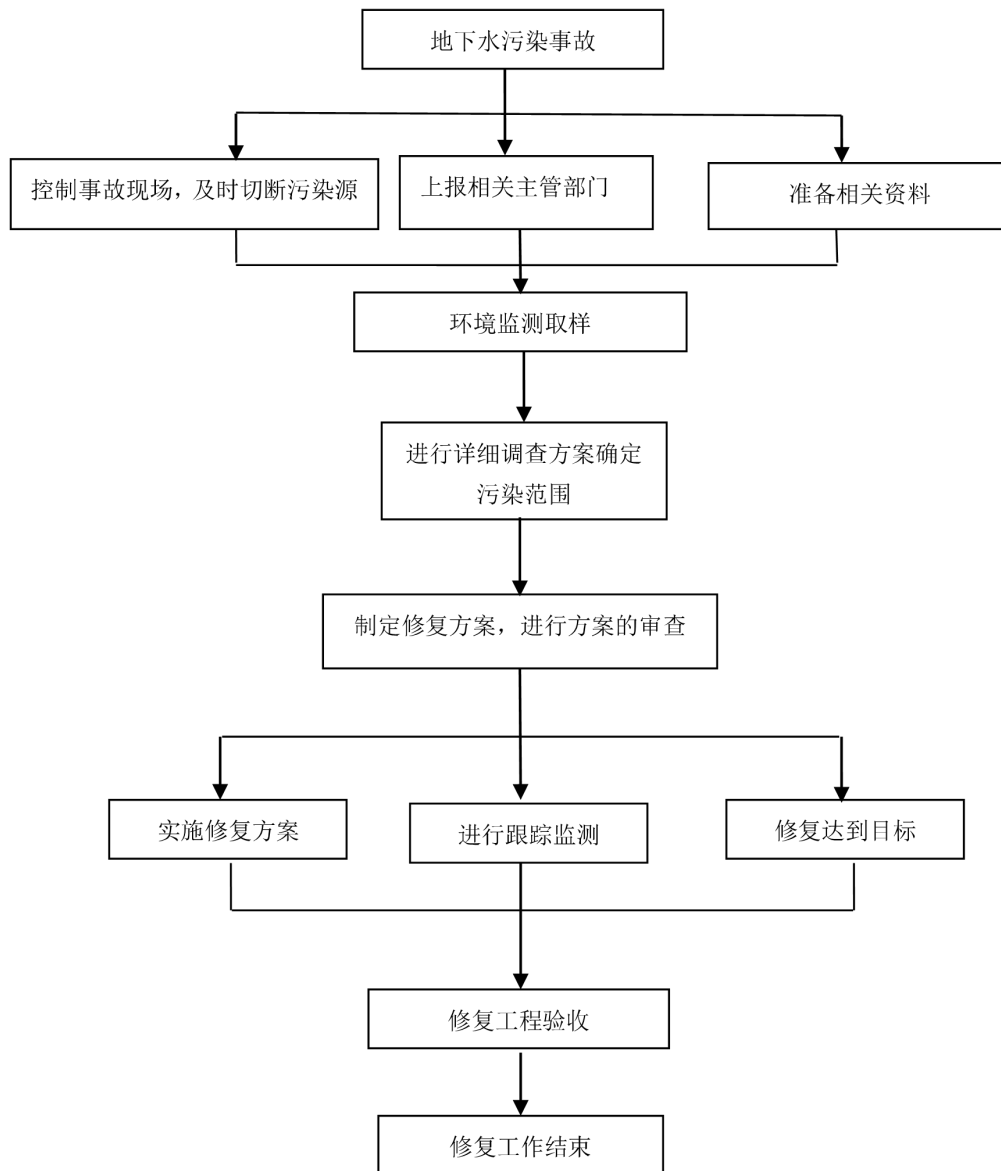 地下水污染事故
控制事故现场，及时切断污染源
上报相关主管部门
准备相关资料
环境监测取样
进行详细调查方案确定
污染范围
制定修复方案，进行方案的审查
实施修复方案
进行跟踪监测
修复达到目标
修复工程验收
修复工作结束